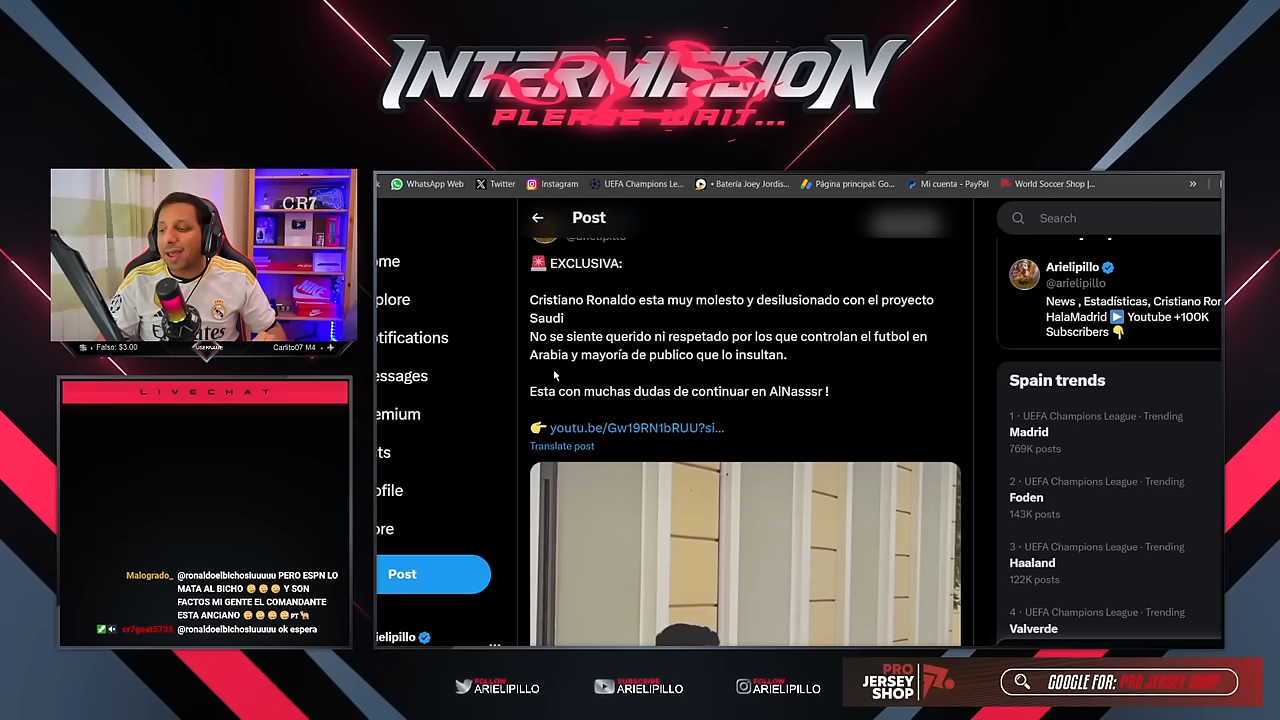 INTERMISSION
PLEASE WAIT...
WhatsApp Web
Twitter
Instagram
UEFA Champions Le...
• Batería Joey Jordis...
Página principal: Go...
Mi cuenta - PayPal
World Soccer Shop |...
»
CR7
Falso: $3.00
USERNAME
Carlito07 M4
LIVECHAT
Malogrado_ @ronaldoelbichosiuuuuu PERO ESPN LO
MATA AL BICHO Y SON
FACTOS MI GENTE EL COMANDANTE
ESTA ANCIANO PT
cr7goat5733 @ronaldoelbichosiuuuuu ok espera
ome
plore
tifications
essages
emium
ts
ofile
ore
Post
ielipillo
...
Post
@arielipillo
🚨 EXCLUSIVA:
Cristiano Ronaldo esta muy molesto y desilusionado con el proyecto
Saudi
No se siente querido ni respetado por los que controlan el futbol en
Arabia y mayoría de publico que lo insultan.
Esta con muchas dudas de continuar en AlNasssr !
👉 youtu.be/Gw19RN1bRUU?si...
Translate post
Search
Arielipillo
@arielipillo
News , Estadísticas, Cristiano Ror
HalaMadrid ▶️ Youtube +100K
Subscribers 👇
Spain trends
1 · UEFA Champions League · Trending
Madrid
769K posts
2 · UEFA Champions League · Trending
Foden
143K posts
3 · UEFA Champions League · Trending
Haaland
122K posts
4 · UEFA Champions League · Trending
Valverde
FOLLOW
ARIELIPILLO
SUBSCRIBE
ARIELIPILLO
FOLLOW
ARIELIPILLO
PRO
JERSEY
SHOP
GOOGLE FOR: PRO JERSEY SHOP